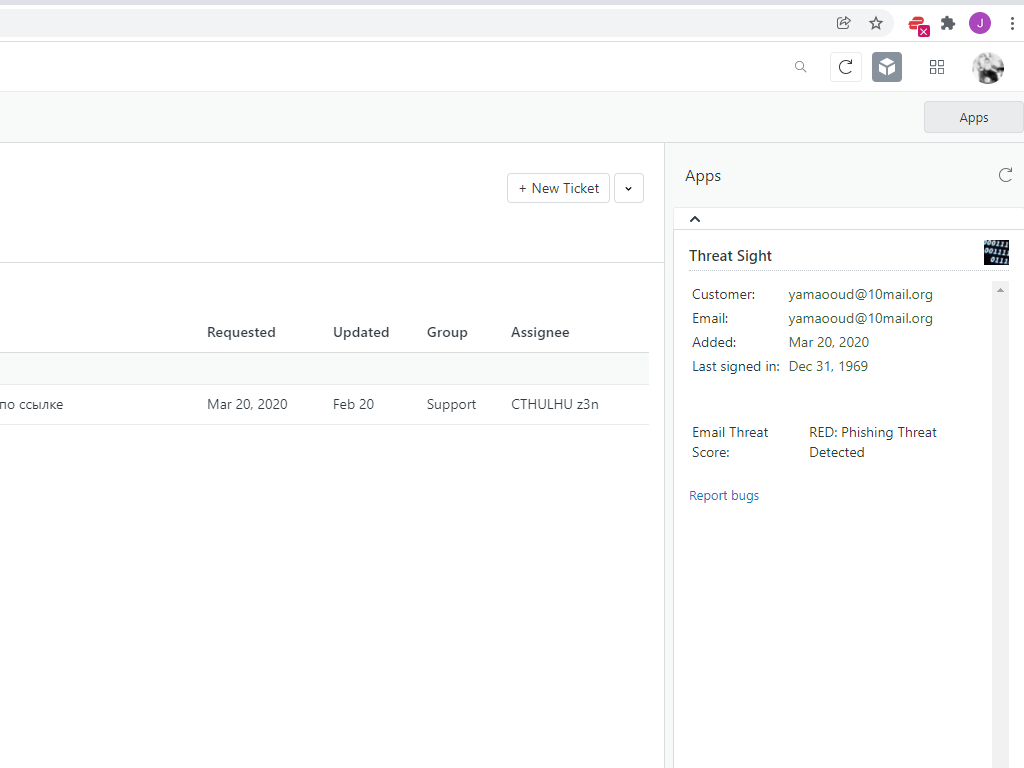 J
Apps
Apps
+ New Ticket
Threat Sight
Customer: yamaooud@10mail.org
Email: yamaooud@10mail.org
Added: Mar 20, 2020
Last signed in: Dec 31, 1969
Requested Updated Group Assignee
по ссылке Mar 20, 2020 Feb 20 Support CTHULHU z3n
Email Threat Score: RED: Phishing Threat Detected
Report bugs